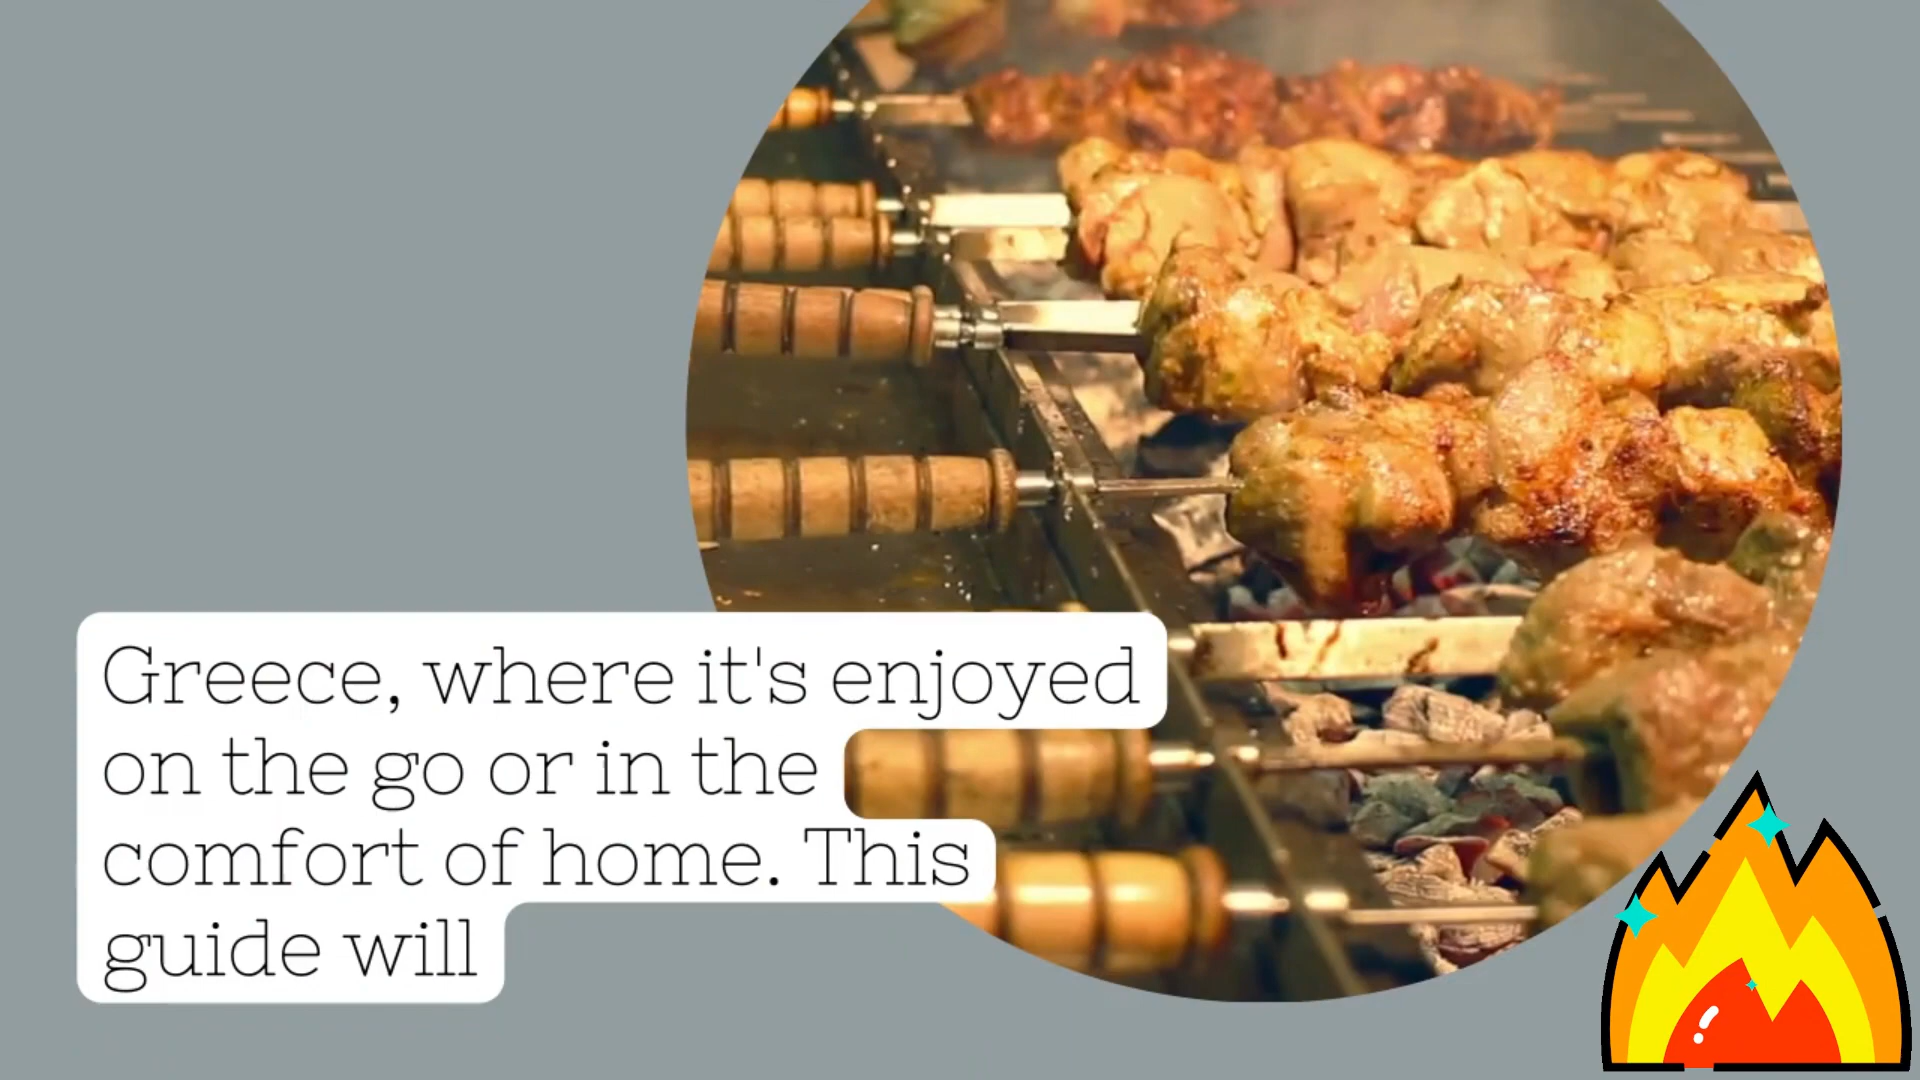 Greece, where it's enjoyed
on the go or in the
comfort of home. This
guide will